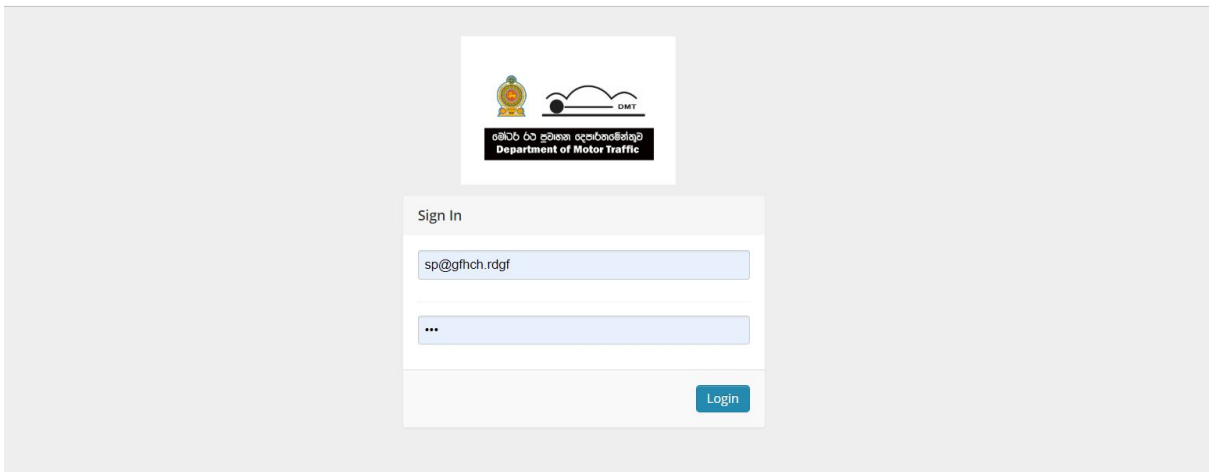 DMT
මෝටර් රථ ප්‍රවාහන දෙපාර්තමේන්තුව
Department of Motor Traffic
Sign In
sp@gfhch.rdgf
•••
Login